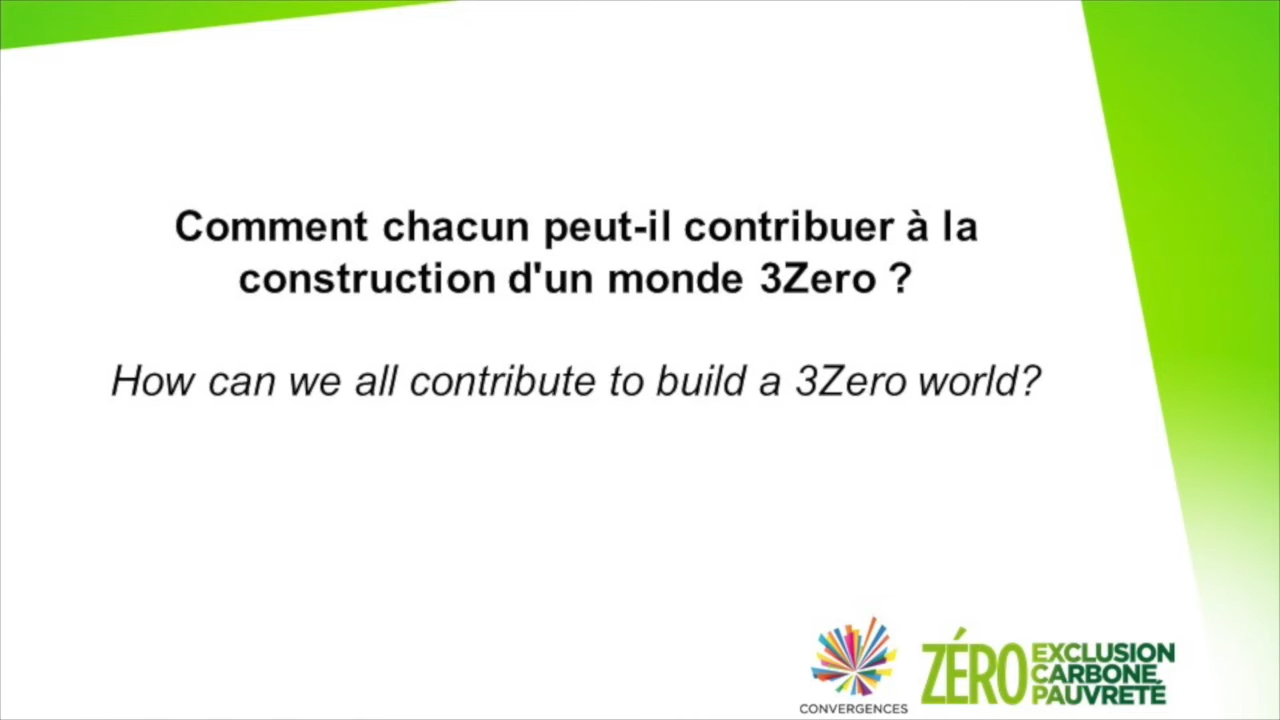 Comment chacun peut-il contribuer à la
construction d'un monde 3Zero ?
How can we all contribute to build a 3Zero world?
CONVERGENCES
ZÉRO
EXCLUSION
CARBONE
PAUVRETÉ